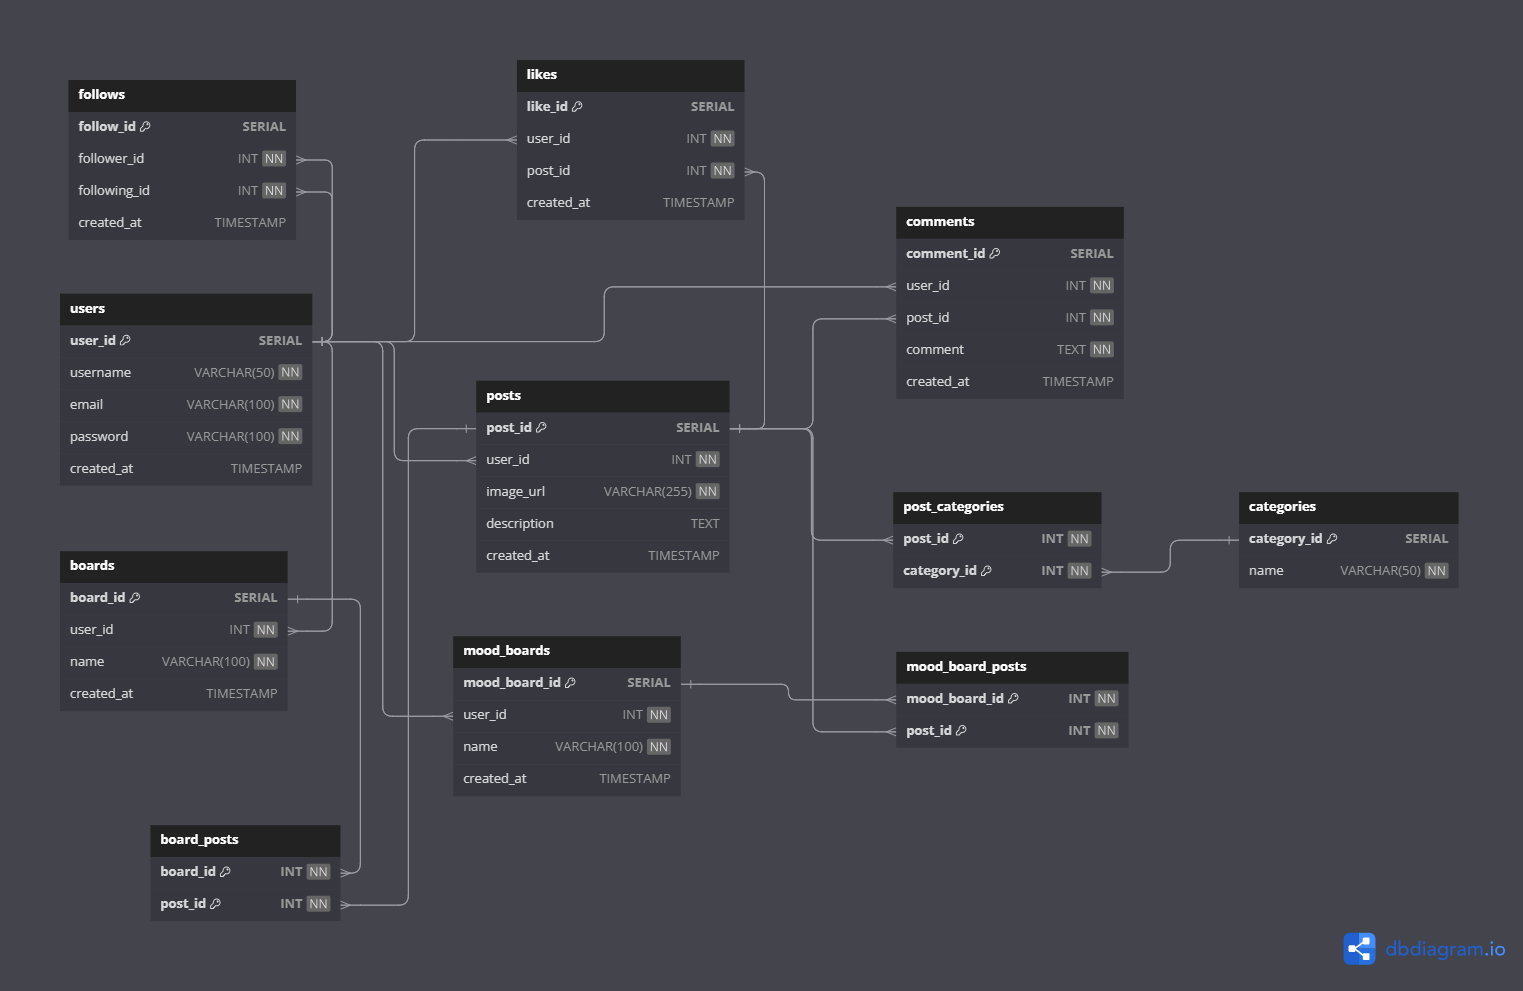 follows
follow_id SERIAL
follower_id INT NN
following_id INT NN
created_at TIMESTAMP
likes
like_id SERIAL
user_id INT NN
post_id INT NN
created_at TIMESTAMP
comments
comment_id SERIAL
user_id INT NN
post_id INT NN
comment TEXT NN
created_at TIMESTAMP
users
user_id SERIAL
username VARCHAR(50) NN
email VARCHAR(100) NN
password VARCHAR(100) NN
created_at TIMESTAMP
posts
post_id SERIAL
user_id INT NN
image_url VARCHAR(255) NN
description TEXT
created_at TIMESTAMP
post_categories
post_id INT NN
category_id INT NN
categories
category_id SERIAL
name VARCHAR(50) NN
boards
board_id SERIAL
user_id INT NN
name VARCHAR(100) NN
created_at TIMESTAMP
mood_boards
mood_board_id SERIAL
user_id INT NN
name VARCHAR(100) NN
created_at TIMESTAMP
mood_board_posts
mood_board_id INT NN
post_id INT NN
board_posts
board_id INT NN
post_id INT NN
dbdiagram.io